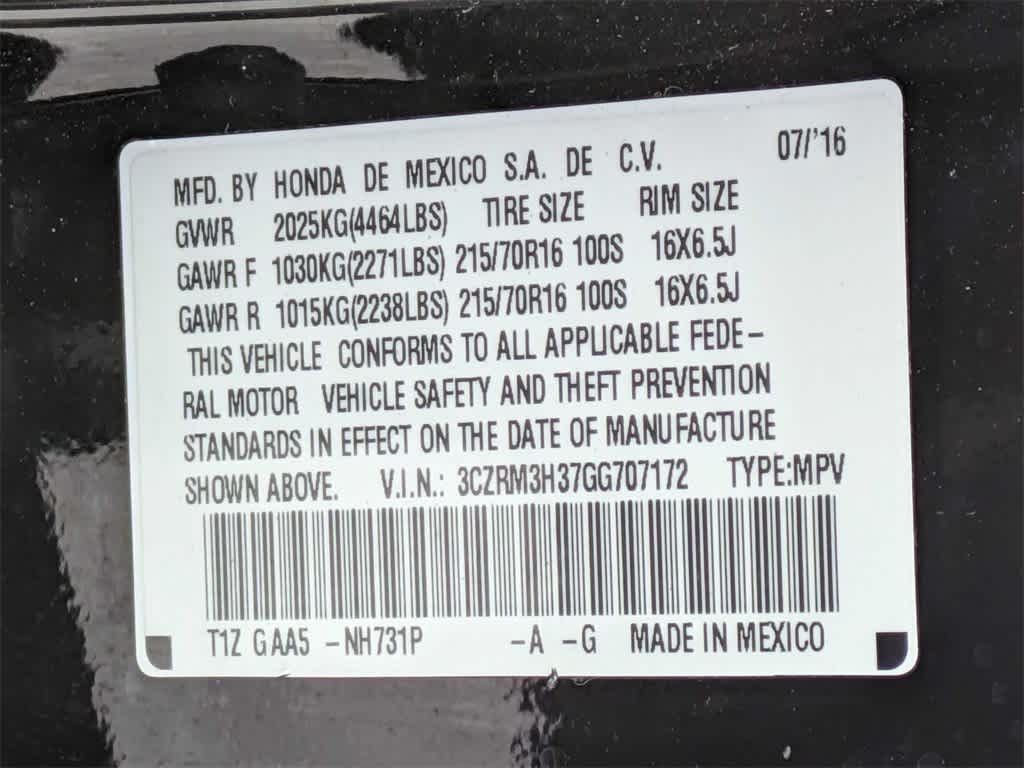 MFD. BY HONDA DE MEXICO S.A. DE C.V. 07/'16
GVWR 2025KG(4464LBS) TIRE SIZE RIM SIZE
GAWR F 1030KG(2271LBS) 215/70R16 100S 16X6.5J
GAWR R 1015KG(2238LBS) 215/70R16 100S 16X6.5J
THIS VEHICLE CONFORMS TO ALL APPLICABLE FEDE-
RAL MOTOR VEHICLE SAFETY AND THEFT PREVENTION
STANDARDS IN EFFECT ON THE DATE OF MANUFACTURE
SHOWN ABOVE. V.I.N.: 3CZRM3H37GG707172 TYPE:MPV
T1Z GAA5 -NH731P -A -G MADE IN MEXICO